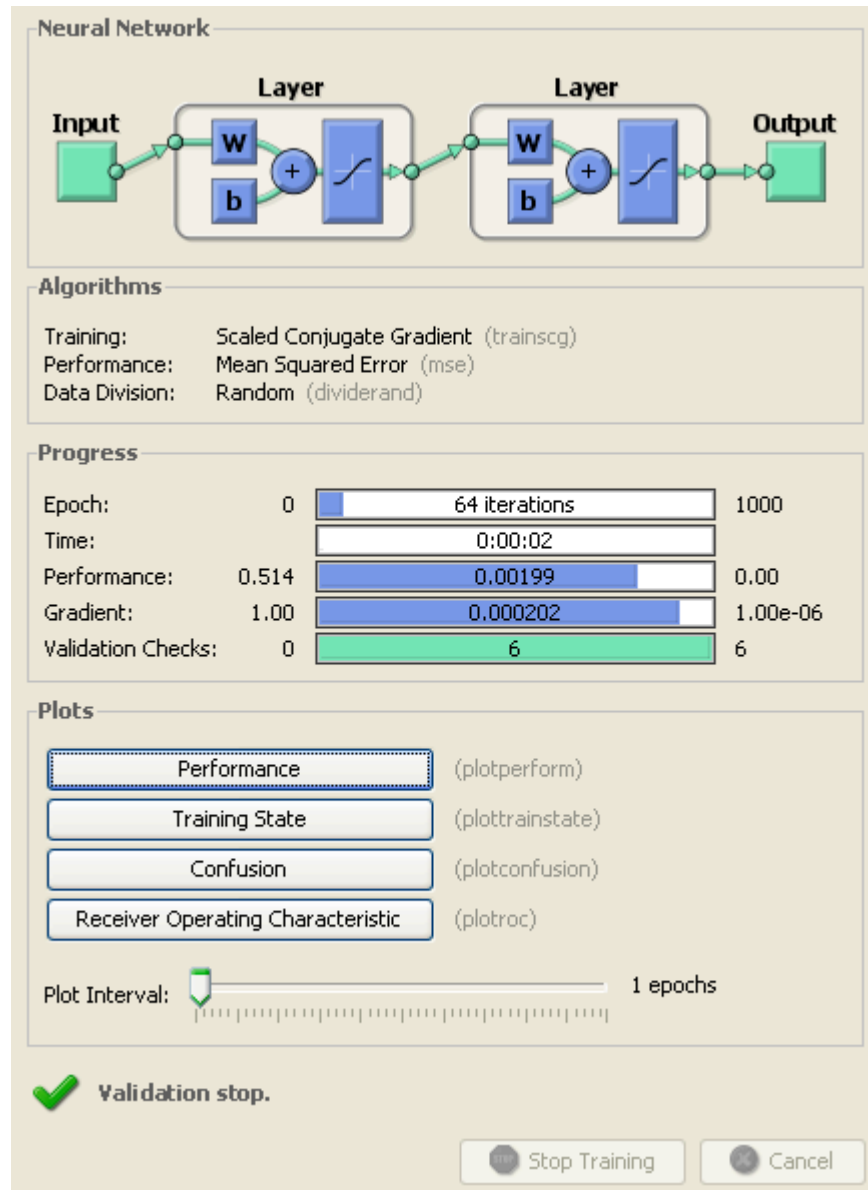 Neural Network
Layer Layer
Input Output
W W
+ +
b b
Algorithms
Training: Scaled Conjugate Gradient (trainscg)
Performance: Mean Squared Error (mse)
Data Division: Random (dividerand)
Progress
Epoch: 0 64 iterations 1000
Time: 0:00:02
Performance: 0.514 0.00199 0.00
Gradient: 1.00 0.000202 1.00e-06
Validation Checks: 0 6 6
Plots
Performance (plotperform)
Training State (plottrainstate)
Confusion (plotconfusion)
Receiver Operating Characteristic (plotroc)
Plot Interval: 1 epochs
Validation stop.
STOP Stop Training Cancel